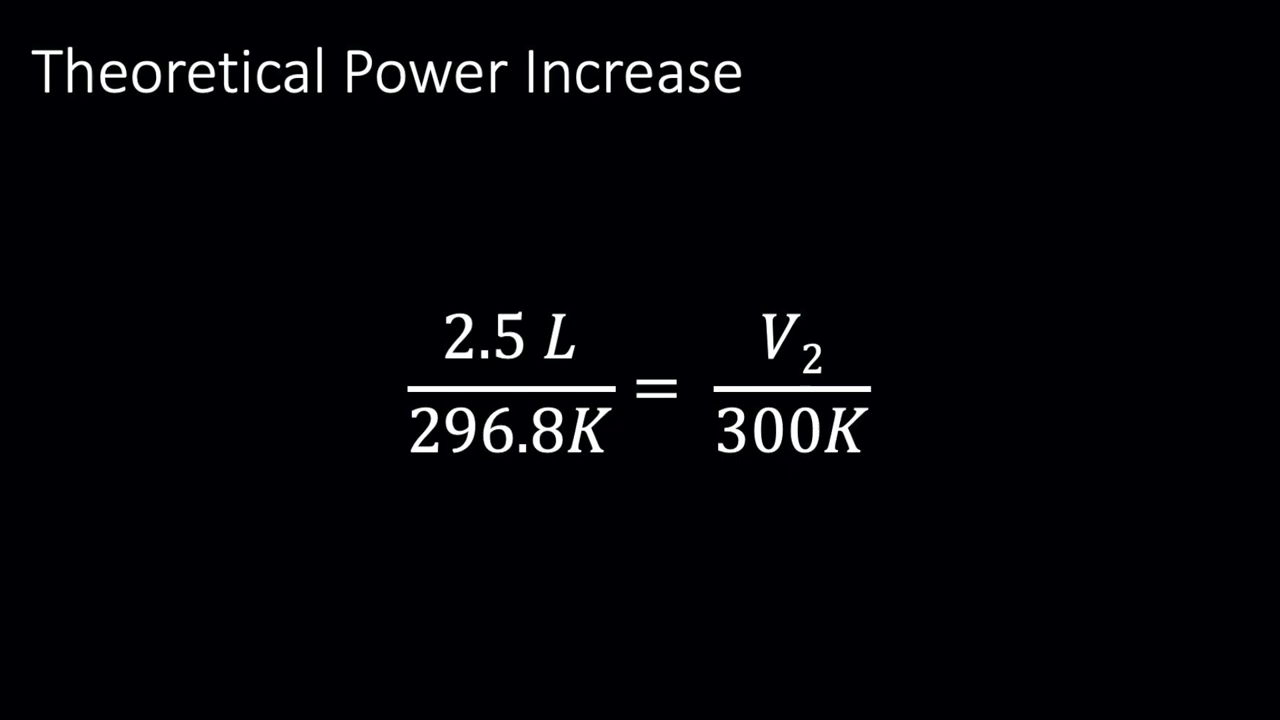 Theoretical Power Increase
2.5 L
V₂
=
296.8K
300K